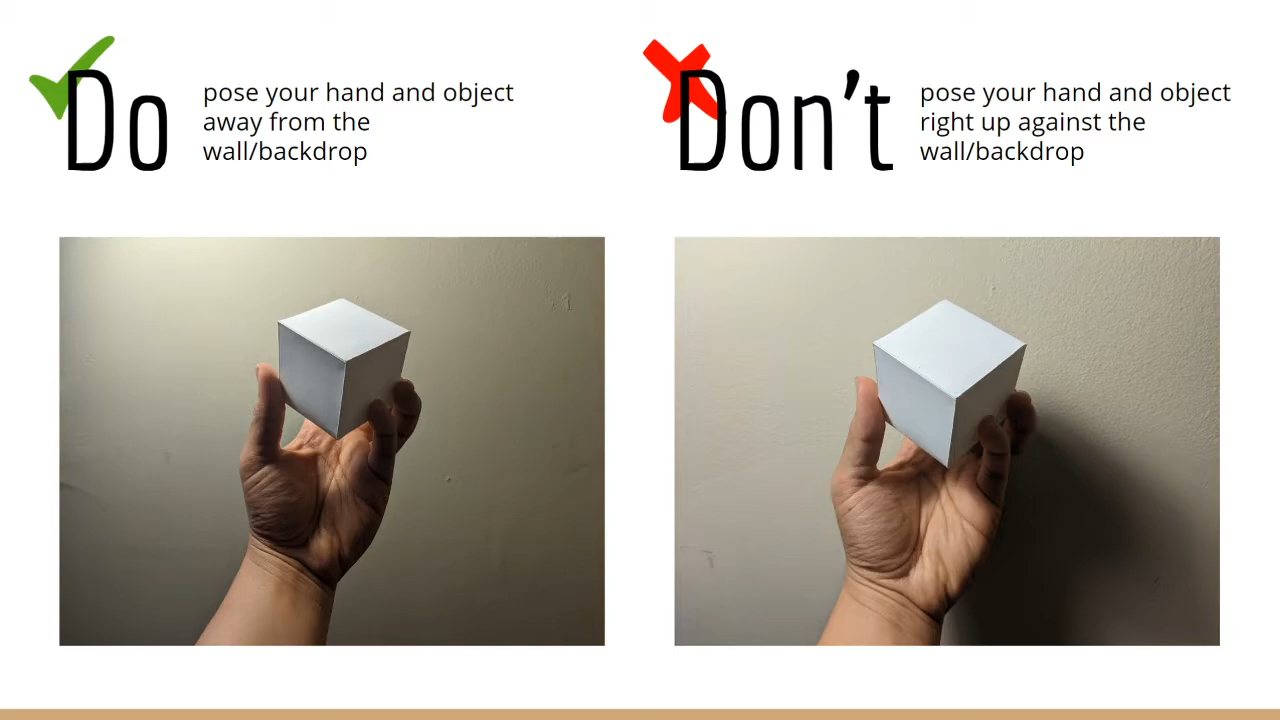 Do
pose your hand and object
away from the
wall/backdrop
Don't
pose your hand and object
right up against the
wall/backdrop